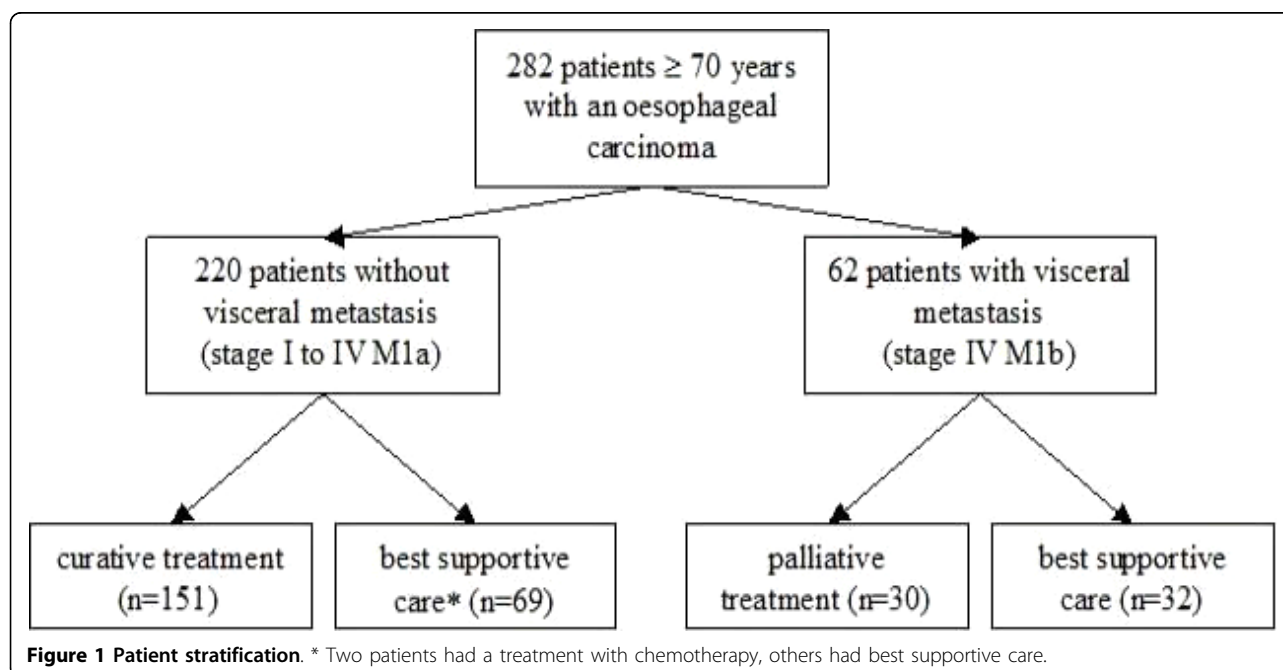 282 patients ≥ 70 years
with an oesophageal
carcinoma
220 patients without
visceral metastasis
(stage I to IV M1a)
62 patients with visceral
metastasis
(stage IV M1b)
curative treatment
(n=151)
best supportive
care* (n=69)
palliative
treatment (n=30)
best supportive
care (n=32)
Figure 1 Patient stratification. * Two patients had a treatment with chemotherapy, others had best supportive care.